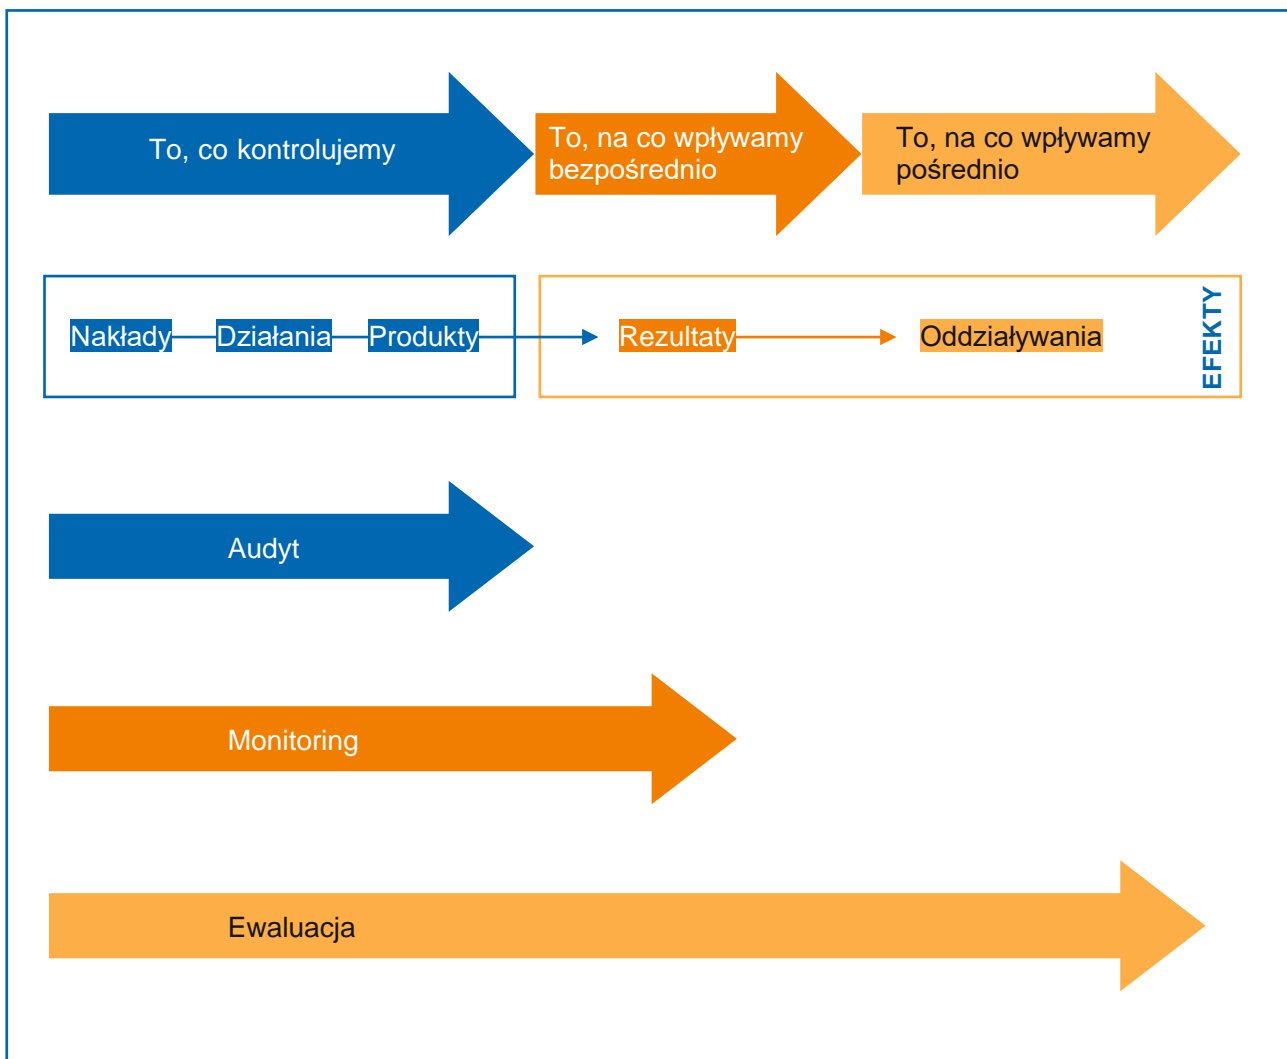 To, co kontrolujemy
To, na co wpływamy
bezpośrednio
To, na co wpływamy
pośrednio
Nakłady
Działania
Produkty
Rezultaty
Oddziaływania
EFEKTY
Audyt
Monitoring
Ewaluacja